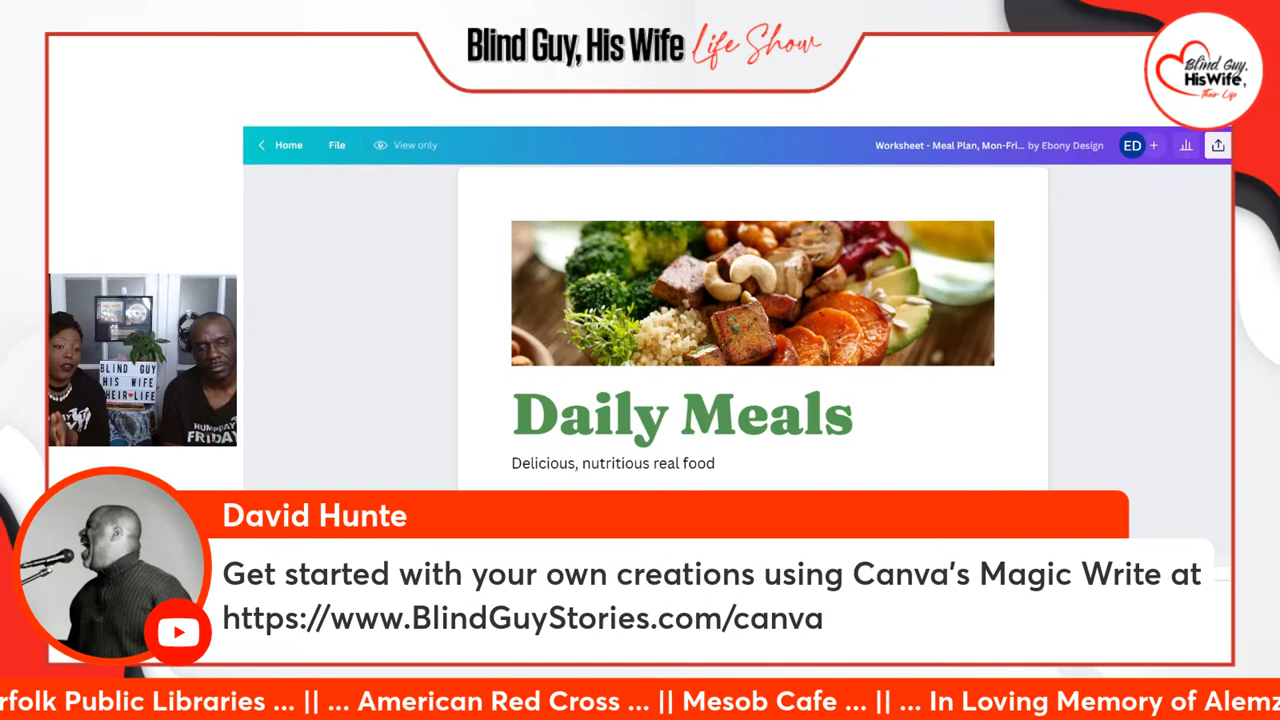 Blind Guy, His Wife Life Show
Blind Guy,
His Wife,
Their Life
Home File View only Worksheet - Meal Plan, Mon-Fri... by Ebony Design ED +
Daily Meals
Delicious, nutritious real food
BLIND GUY
HIS WIFE
THEIR♥LIFE
HUMPDAY
FRIDAY
David Hunte
Get started with your own creations using Canva's Magic Write at
https://www.BlindGuyStories.com/canva
rfolk Public Libraries ... || ... American Red Cross ... || Mesob Cafe ... || ... In Loving Memory of Alemz